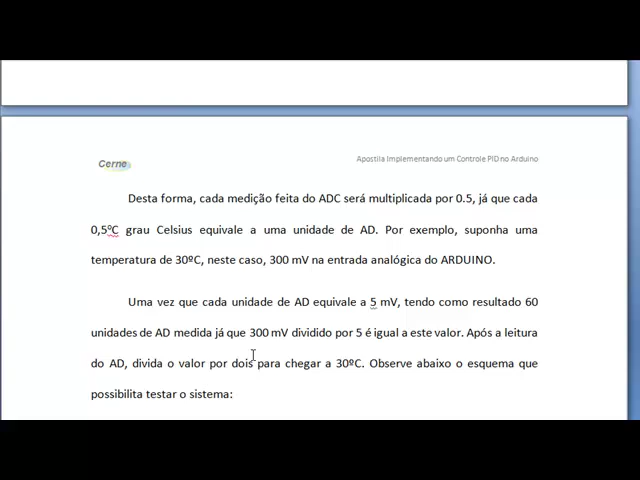 Cerne
Apostila Implementando um Controle PID no Arduino
Desta forma, cada medição feita do ADC será multiplicada por 0.5, já que cada
0,5ºC grau Celsius equivale a uma unidade de AD. Por exemplo, suponha uma
temperatura de 30ºC, neste caso, 300 mV na entrada analógica do ARDUINO.
Uma vez que cada unidade de AD equivale a 5 mV, tendo como resultado 60
unidades de AD medida já que 300 mV dividido por 5 é igual a este valor. Após a leitura
do AD, divida o valor por dois para chegar a 30ºC. Observe abaixo o esquema que
possibilita testar o sistema: